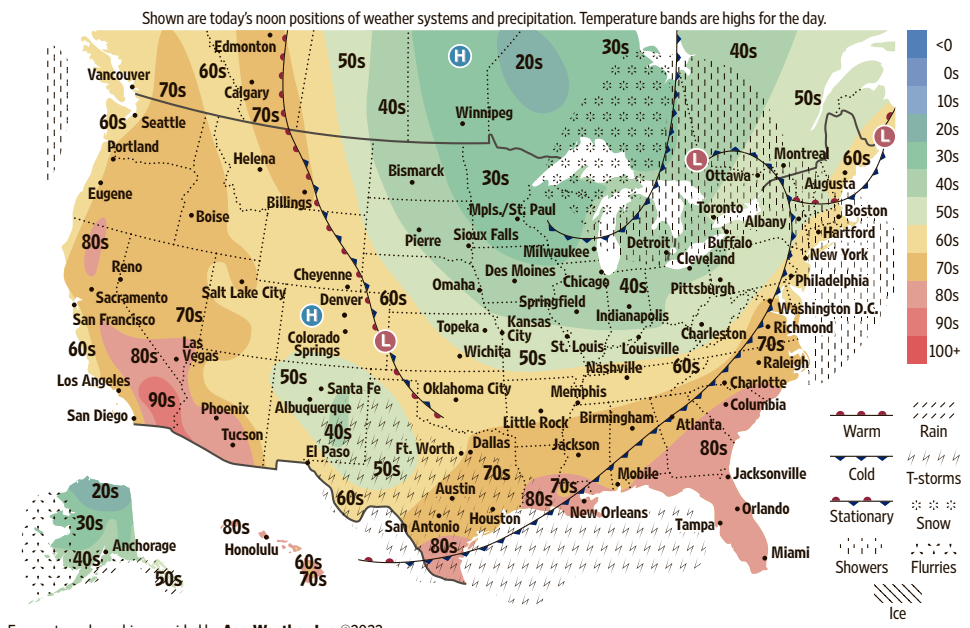 Shown are today's noon positions of weather systems and precipitation. Temperature bands are highs for the day.
Edmonton
50s
H
20s
30s
40s
<0
0s
10s
20s
30s
40s
50s
60s
70s
80s
90s
100+
Vancouver
70s
60s
Calgary
70s
40s
Winnipeg
50s
60s
Seattle
Portland
Helena
Bismarck
30s
L
Ottawa
Montreal
60s
L
Augusta
Eugene
Billings
Mpls./St. Paul
Toronto
Albany
Boston
Boise
Pierre
Sioux Falls
Milwaukee
Detroit
Buffalo
Hartford
80s
Cleveland
New York
Reno
Cheyenne
Des Moines
Chicago
40s
Pittsburgh
Philadelphia
Sacramento
Salt Lake City
Denver
60s
Omaha
Springfield
Indianapolis
Washington D.C.
San Francisco
70s
H
Topeka
Kansas
City
Charleston
Richmond
60s
80s
Las
Vegas
Colorado
Springs
L
Wichita
St. Louis
Louisville
70s
Raleigh
50s
50s
Nashville
60s
Los Angeles
90s
Santa Fe
Oklahoma City
Memphis
Charlotte
San Diego
Phoenix
Albuquerque
Little Rock
Birmingham
Columbia
Tucson
40s
Atlanta
El Paso
Ft. Worth
Dallas
Jackson
80s
50s
70s
Mobile
Jacksonville
60s
Austin
70s
80s
New Orleans
Orlando
San Antonio
Houston
Tampa
80s
Miami
20s
30s
40s
Anchorage
50s
80s
Honolulu
60s
70s
Warm
Rain
Cold
T-storms
Stationary
Snow
Showers
Flurries
Ice